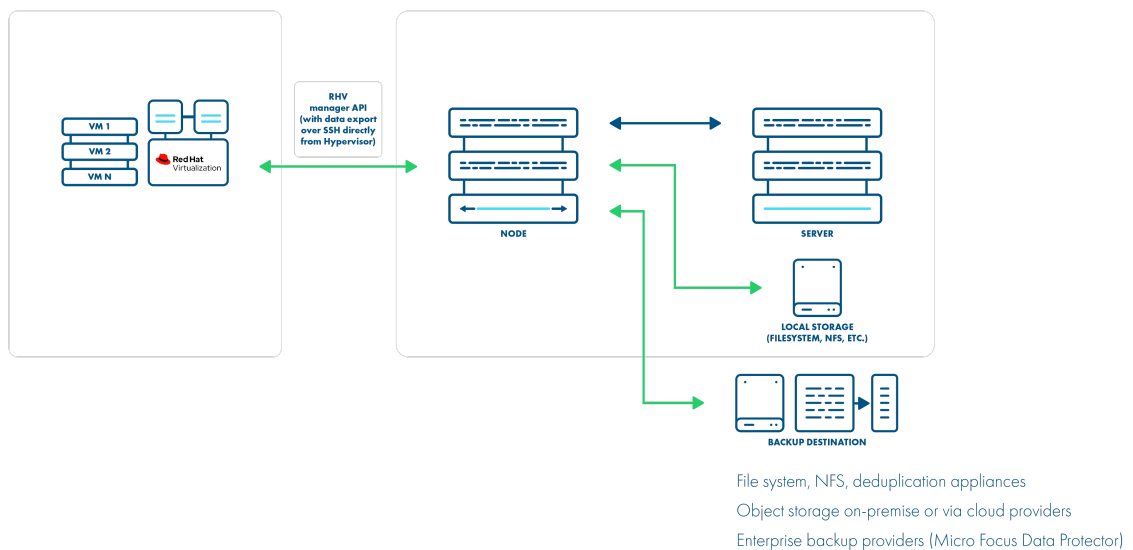 VM 1
VM 2
VM N
Red Hat
Virtualization
RHV
manager API
(with data export
over SSH directly
from Hypervisor)
NODE
SERVER
LOCAL STORAGE
(FILESYSTEM, NFS, ETC.)
BACKUP DESTINATION
File system, NFS, deduplication appliances
Object storage on-premise or via cloud providers
Enterprise backup providers (Micro Focus Data Protector)